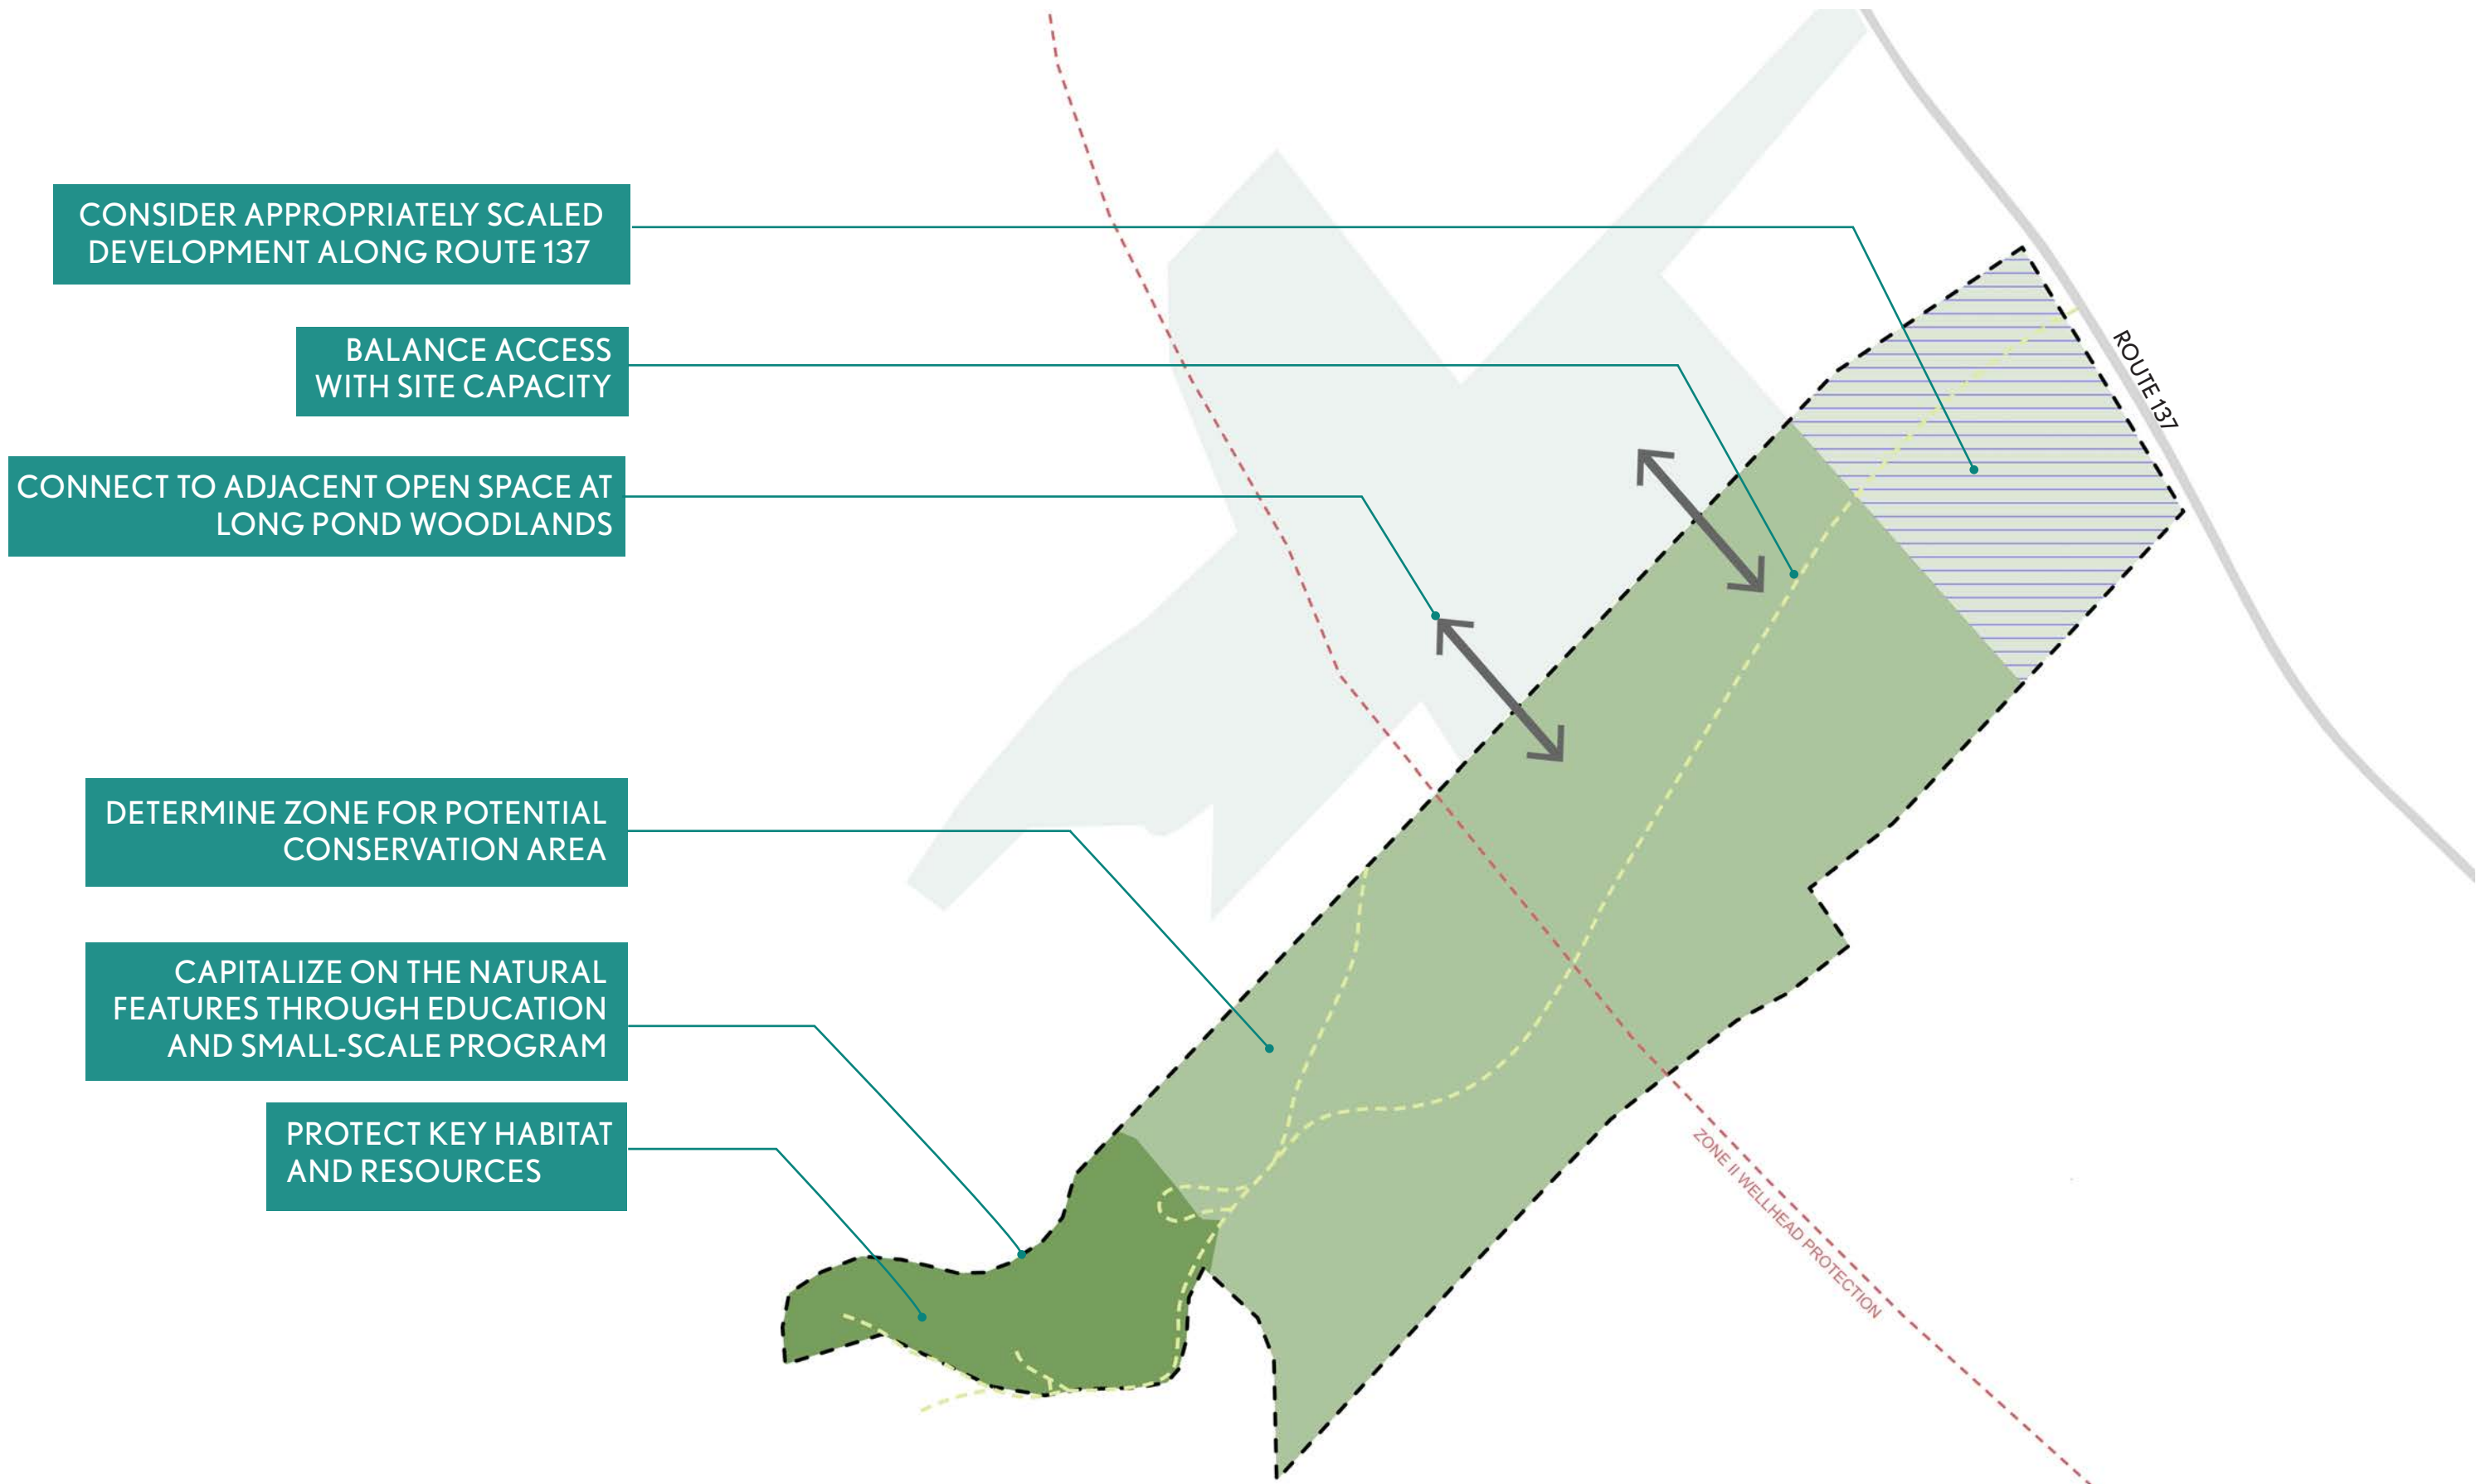 CONSIDER APPROPRIATELY SCALED
DEVELOPMENT ALONG ROUTE 137
BALANCE ACCESS
WITH SITE CAPACITY
CONNECT TO ADJACENT OPEN SPACE AT
LONG POND WOODLANDS
DETERMINE ZONE FOR POTENTIAL
CONSERVATION AREA
CAPITALIZE ON THE NATURAL
FEATURES THROUGH EDUCATION
AND SMALL-SCALE PROGRAM
PROTECT KEY HABITAT
AND RESOURCES
ROUTE 137
ZONE II WELLHEAD PROTECTION